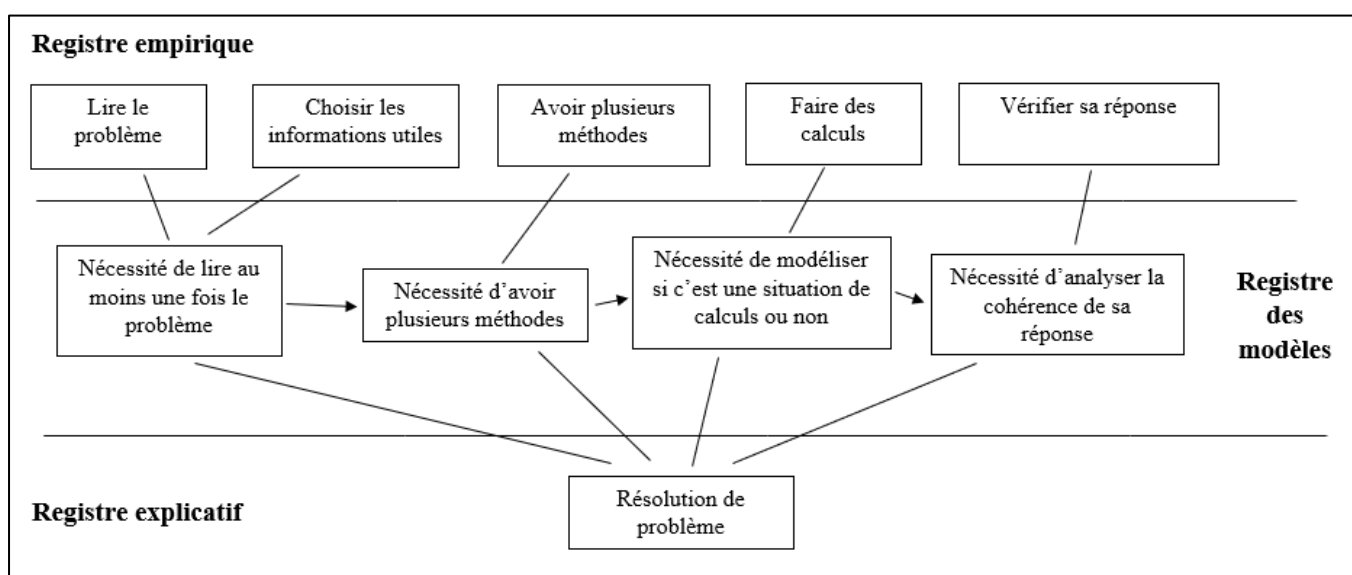 Registre empirique
Lire le
problème
Choisir les
informations utiles
Avoir plusieurs
méthodes
Faire des
calculs
Vérifier sa réponse
Nécessité de lire au
moins une fois le
problème
Nécessité d’avoir
plusieurs méthodes
Nécessité de modéliser
si c’est une situation de
calculs ou non
Nécessité d’analyser la
cohérence de sa
réponse
Registre
des
modèles
Résolution de
problème
Registre explicatif